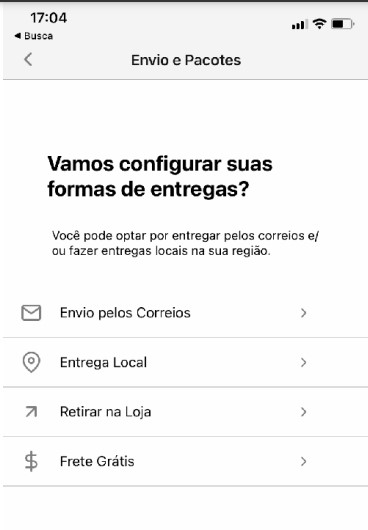 17:04
Busca
Envio e Pacotes
Vamos configurar suas
formas de entregas?
Você pode optar por entregar pelos correios e/
ou fazer entregas locais na sua região.
Envio pelos Correios
Entrega Local
Retirar na Loja
Frete Grátis